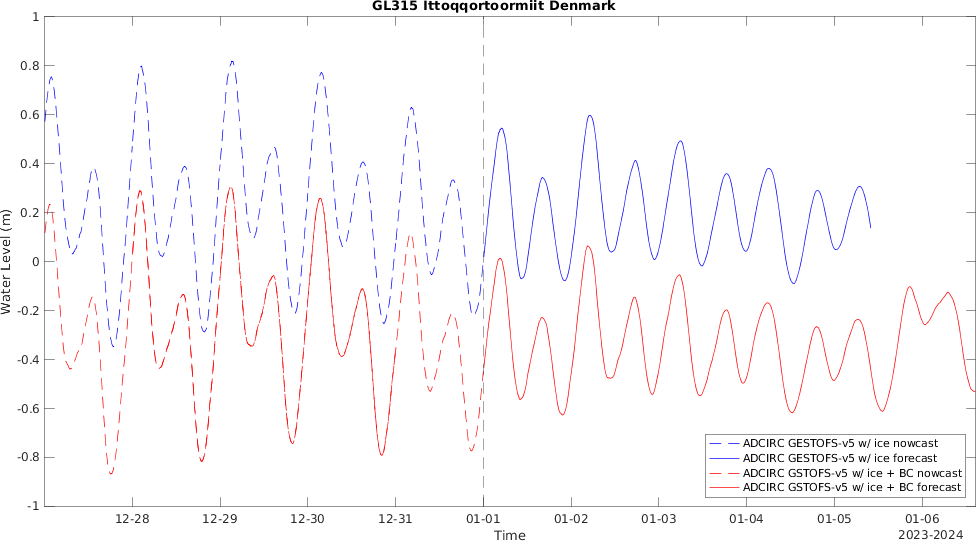 GL315 Ittoqqortoormiit Denmark
1
0.8
0.6
0.4
0.2
0
-0.2
-0.4
-0.6
-0.8
-1
Water Level (m)
12-28 12-29 12-30 12-31 01-01 01-02 01-03 01-04 01-05 01-06
Time
2023-2024
ADCIRC GESTOFS-v5 w/ ice nowcast
ADCIRC GESTOFS-v5 w/ ice forecast
ADCIRC GSTOFS-v5 w/ ice + BC nowcast
ADCIRC GSTOFS-v5 w/ ice + BC forecast